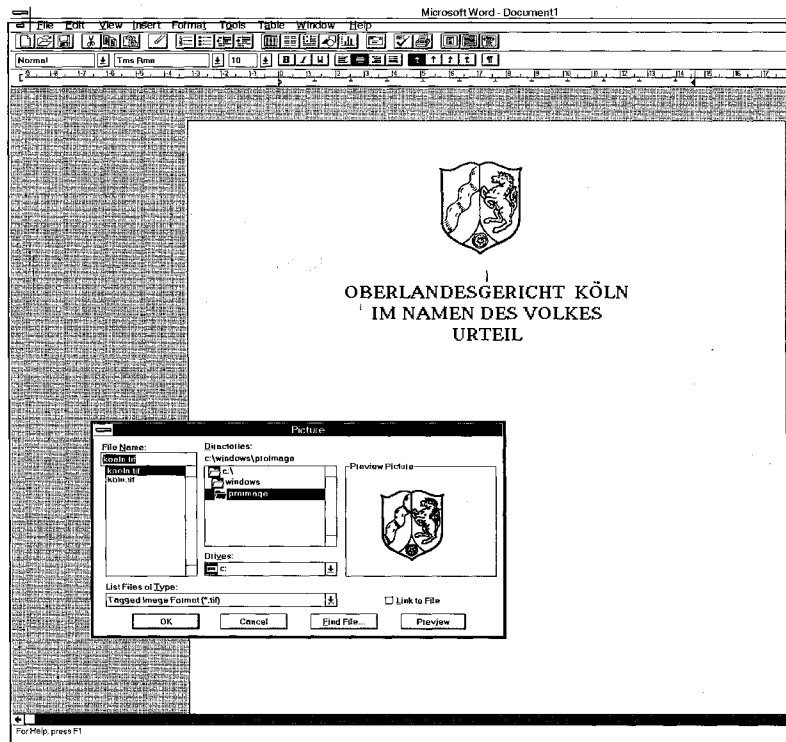 Microsoft Word - Document1
File Edit View Insert Format Tools Table Window Help
Normal Tms Rmn 10 B I U
OBERLANDESGERICHT KÖLN
IM NAMEN DES VOLKES
URTEIL
Picture
File Name:
koeln.tif
koeln.tif
köln.tif
Directories:
c:\windows\proimage
c:\
windows
proimage
Preview Picture
Drives:
c:
List Files of Type:
Tagged Image Format (*.tif)
Link to File
OK Cancel Find File... Preview
For Help, press F1